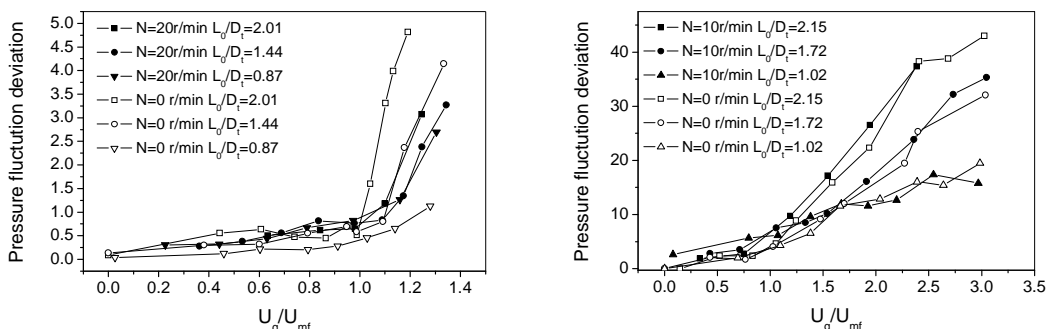 Pressure fluctution deviation
5.0
4.5
4.0
3.5
3.0
2.5
2.0
1.5
1.0
0.5
0.0
N=20r/min L0/Dt=2.01
N=20r/min L0/Dt=1.44
N=20r/min L0/Dt=0.87
N=0 r/min L0/Dt=2.01
N=0 r/min L0/Dt=1.44
N=0 r/min L0/Dt=0.87
0.0 0.2 0.4 0.6 0.8 1.0 1.2 1.4
Ug/Umf
Pressure fluctution deviation
40
30
20
10
0
N=10r/min L0/Dt=2.15
N=10r/min L0/Dt=1.72
N=10r/min L0/Dt=1.02
N=0 r/min L0/Dt=2.15
N=0 r/min L0/Dt=1.72
N=0 r/min L0/Dt=1.02
0.0 0.5 1.0 1.5 2.0 2.5 3.0 3.5
Ug/Umf